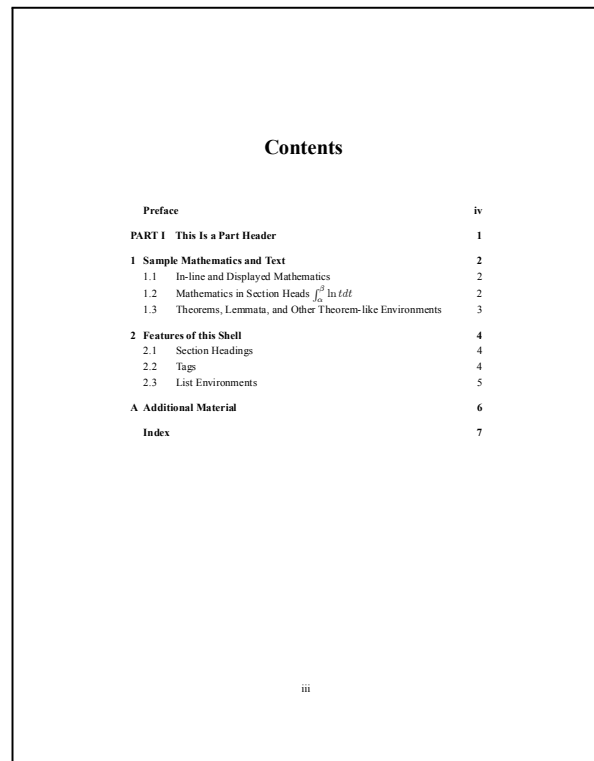 Contents
Preface iv
PART I This Is a Part Header 1
1 Sample Mathematics and Text 2
1.1 In-line and Displayed Mathematics 2
1.2 Mathematics in Section Heads ∫_α^β ln tdt 2
1.3 Theorems, Lemmata, and Other Theorem-like Environments 3
2 Features of this Shell 4
2.1 Section Headings 4
2.2 Tags 4
2.3 List Environments 5
A Additional Material 6
Index 7
iii